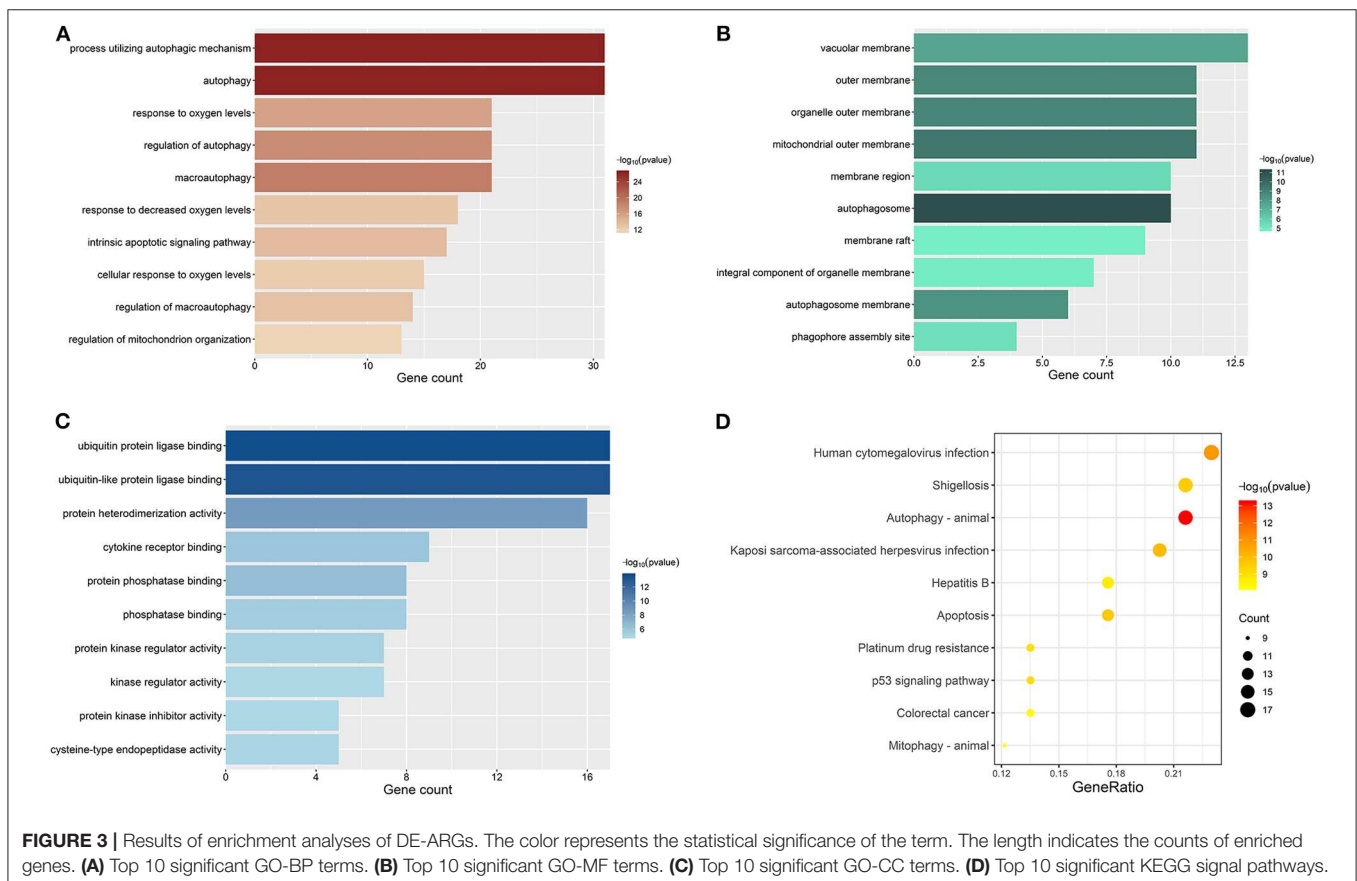 A
process utilizing autophagic mechanism
autophagy
response to oxygen levels
regulation of autophagy
macroautophagy
response to decreased oxygen levels
intrinsic apoptotic signaling pathway
cellular response to oxygen levels
regulation of macroautophagy
regulation of mitochondrion organization
0 10 20 30
Gene count
−log10(pvalue)
24
20
16
12
B
vacuolar membrane
outer membrane
organelle outer membrane
mitochondrial outer membrane
membrane region
autophagosome
membrane raft
integral component of organelle membrane
autophagosome membrane
phagophore assembly site
0.0 2.5 5.0 7.5 10.0 12.5
Gene count
−log10(pvalue)
11
10
9
8
7
6
5
C
ubiquitin protein ligase binding
ubiquitin-like protein ligase binding
protein heterodimerization activity
cytokine receptor binding
protein phosphatase binding
phosphatase binding
protein kinase regulator activity
kinase regulator activity
protein kinase inhibitor activity
cysteine-type endopeptidase activity
0 4 8 12 16
Gene count
−log10(pvalue)
12
10
8
6
D
Human cytomegalovirus infection
Shigellosis
Autophagy - animal
Kaposi sarcoma-associated herpesvirus infection
Hepatitis B
Apoptosis
Platinum drug resistance
p53 signaling pathway
Colorectal cancer
Mitophagy - animal
0.12 0.15 0.18 0.21
GeneRatio
−log10(pvalue)
13
12
11
10
9
Count
9
11
13
15
17
FIGURE 3 | Results of enrichment analyses of DE-ARGs. The color represents the statistical significance of the term. The length indicates the counts of enriched
genes. (A) Top 10 significant GO-BP terms. (B) Top 10 significant GO-MF terms. (C) Top 10 significant GO-CC terms. (D) Top 10 significant KEGG signal pathways.